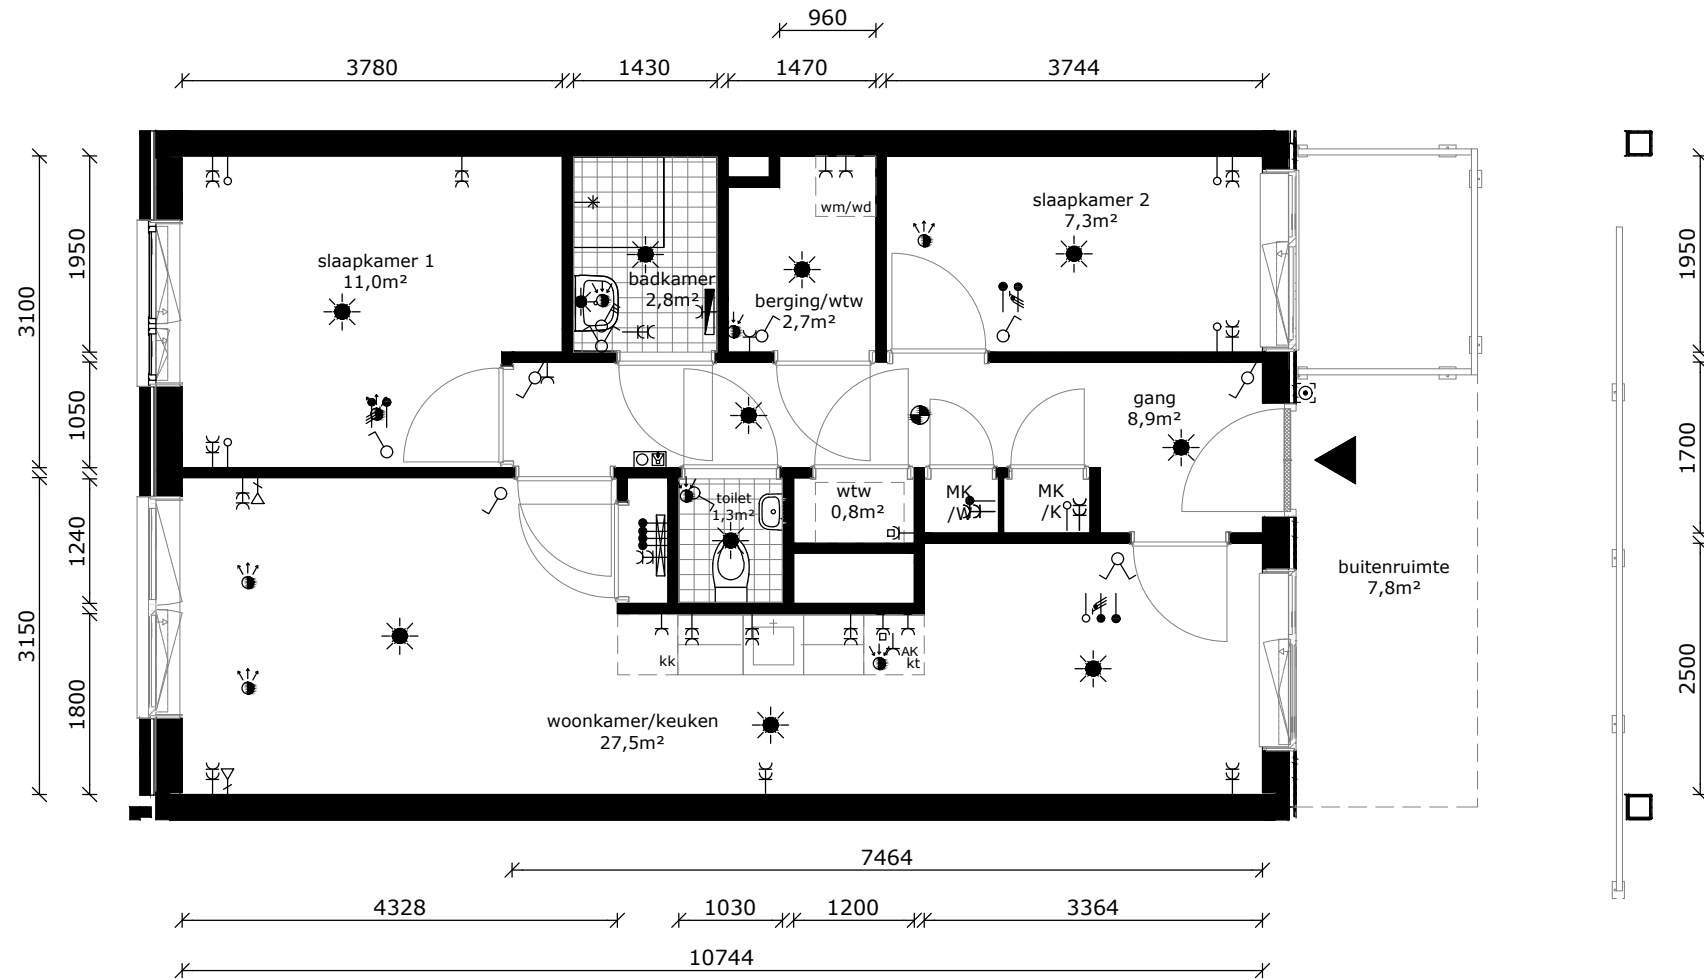 960
3780
1430
1470
3744
wm/wd
slaapkamer 2
7,3m²
slaapkamer 1
11,0m²
badkamer
2,8m²
berging/wtw
2,7m²
1950
3100
1050
1240
3150
1800
1950
1700
2500
gang
8,9m²
toilet
1,3m²
wtw
0,8m²
MK
/W
MK
/K
buitenruimte
7,8m²
kk
AK
kt
woonkamer/keuken
27,5m²
7464
4328
1030
1200
3364
10744